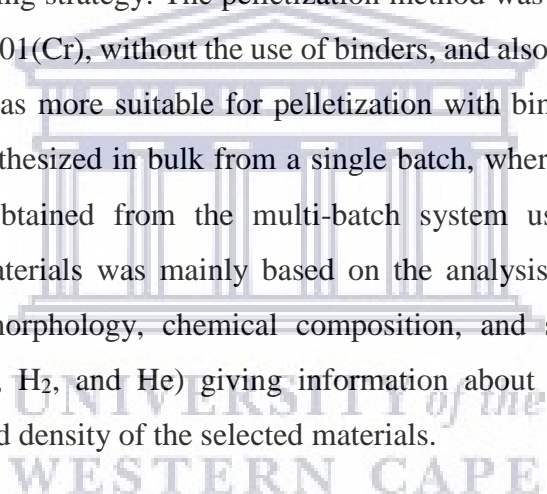 ing strategy. The pelletization method was
01(Cr), without the use of binders, and also
as more suitable for pelletization with bin
thesized in bulk from a single batch, wher
btained from the multi-batch system us
aterials was mainly based on the analysis
norphology, chemical composition, and s
, H₂, and He) giving information about
d density of the selected materials.
UNIVERSITY of the
WESTERN CAPE